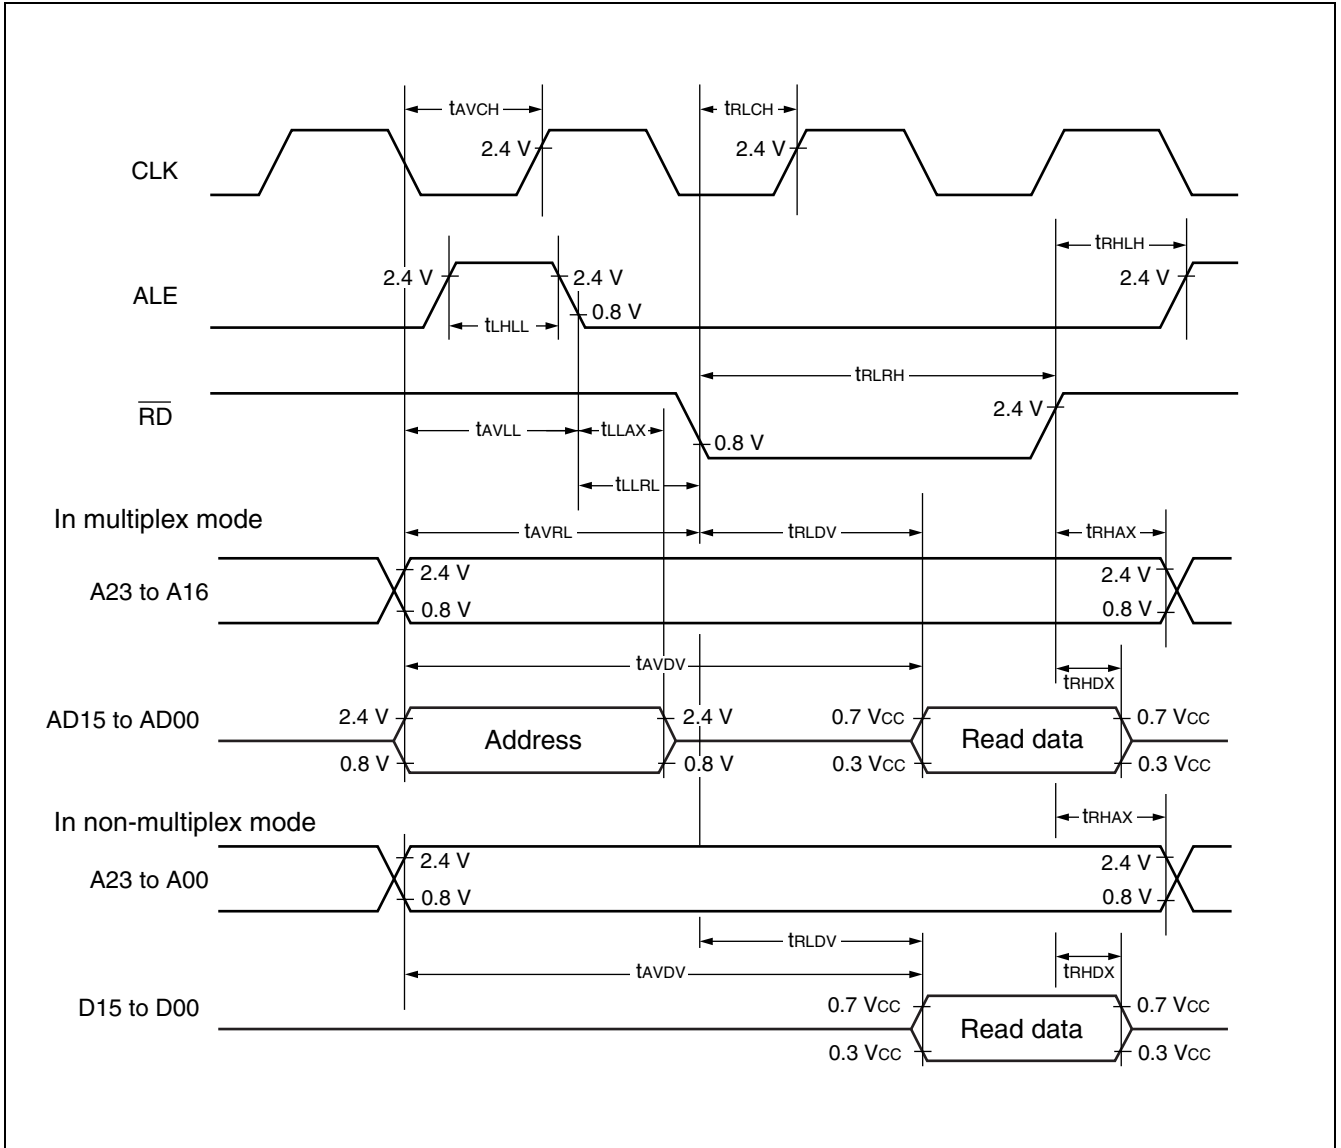 tAVCH
tRLCH
CLK
2.4 V
2.4 V
tRHLH
ALE
2.4 V
2.4 V
2.4 V
0.8 V
tLHLL
tRLRH
RD
2.4 V
tAVLL
tLLAX
0.8 V
tLLRL
In multiplex mode
tAVRL
tRLDV
tRHAX
A23 to A16
2.4 V
2.4 V
0.8 V
0.8 V
tAVDV
tRHDX
AD15 to AD00
2.4 V
Address
2.4 V
0.7 VCC
Read data
0.7 VCC
0.8 V
0.8 V
0.3 VCC
0.3 VCC
In non-multiplex mode
tRHAX
A23 to A00
2.4 V
2.4 V
0.8 V
0.8 V
tRLDV
tAVDV
tRHDX
D15 to D00
0.7 VCC
Read data
0.7 VCC
0.3 VCC
0.3 VCC